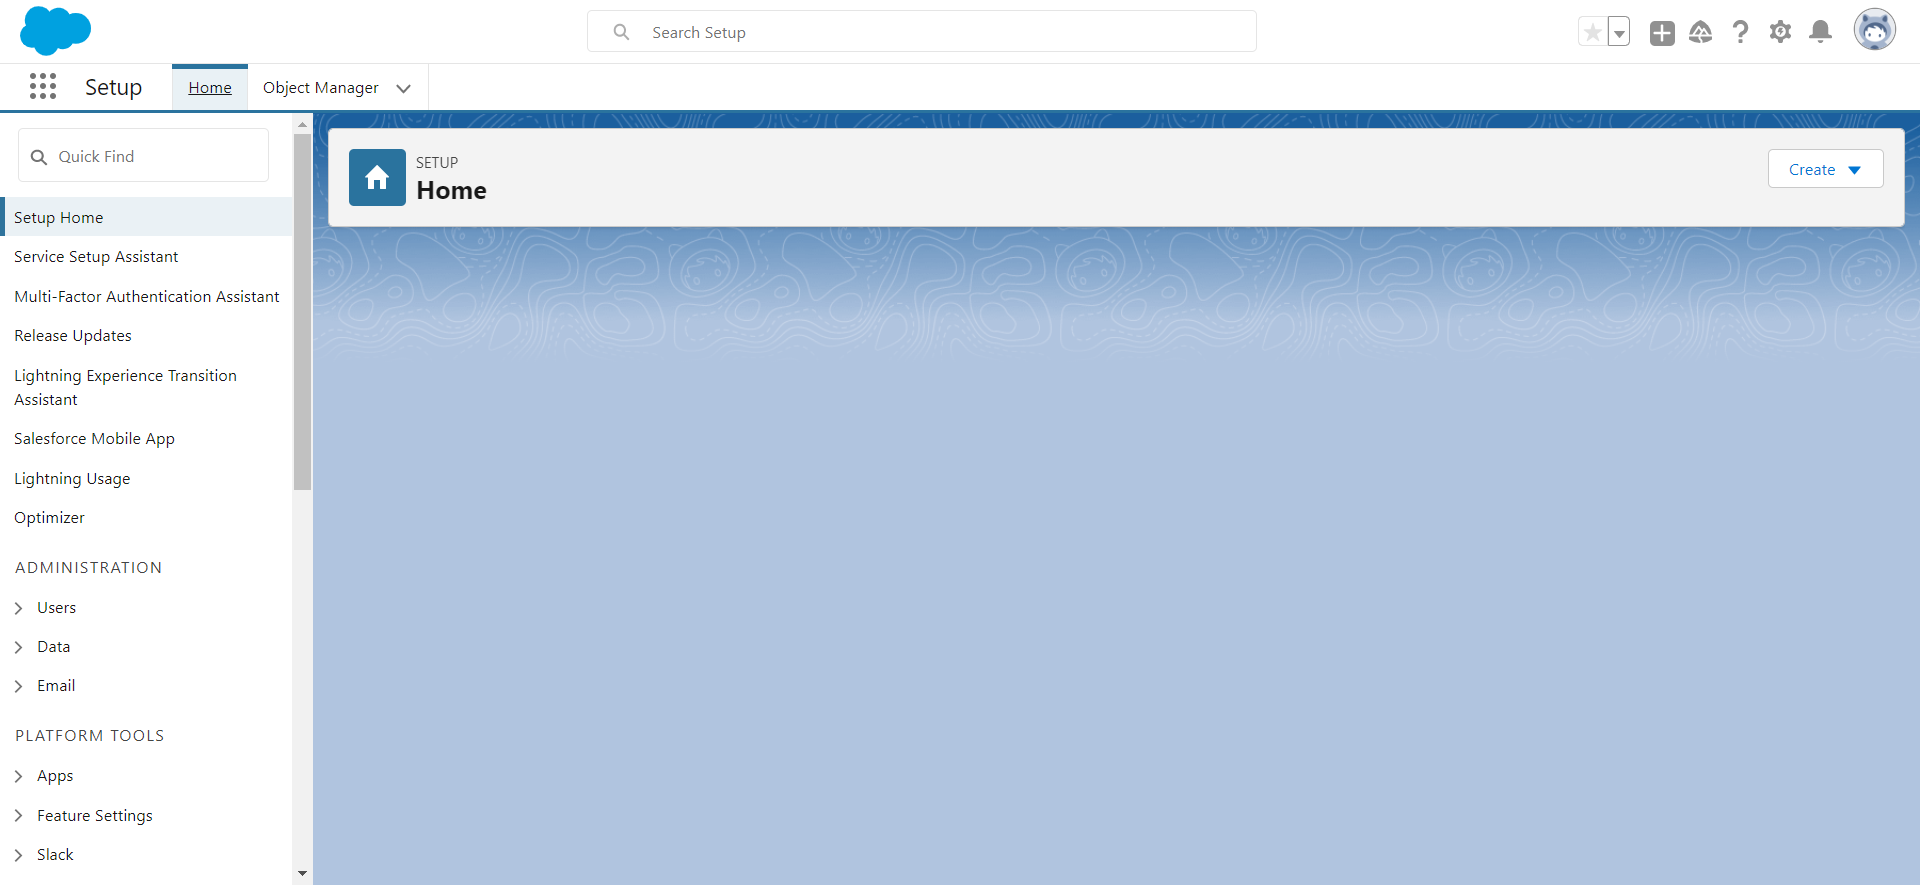 Search Setup
Setup
Home
Object Manager
Quick Find
Setup Home
Service Setup Assistant
Multi-Factor Authentication Assistant
Release Updates
Lightning Experience Transition
Assistant
Salesforce Mobile App
Lightning Usage
Optimizer
ADMINISTRATION
Users
Data
Email
PLATFORM TOOLS
Apps
Feature Settings
Slack
SETUP
Home
Create